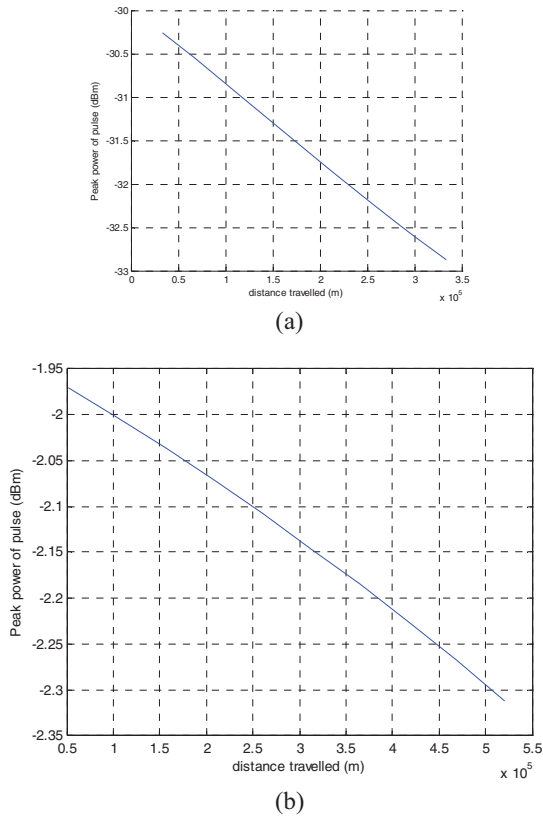 -30
-30.5
-31
-31.5
-32
-32.5
-33
Peak power of pulse (dBm)
0 0.5 1 1.5 2 2.5 3 3.5
distance travelled (m)
x 10^5
(a)
-1.95
-2
-2.05
-2.1
-2.15
-2.2
-2.25
-2.3
-2.35
Peak power of pulse (dBm)
0.5 1 1.5 2 2.5 3 3.5 4 4.5 5 5.5
distance travelled (m)
x 10^5
(b)